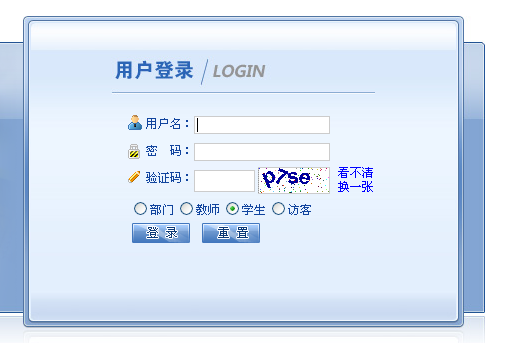 用户登录 / LOGIN
用户名：
密 码：
验证码： p7se 看不清
换一张
部门 教师 学生 访客
登 录 重 置